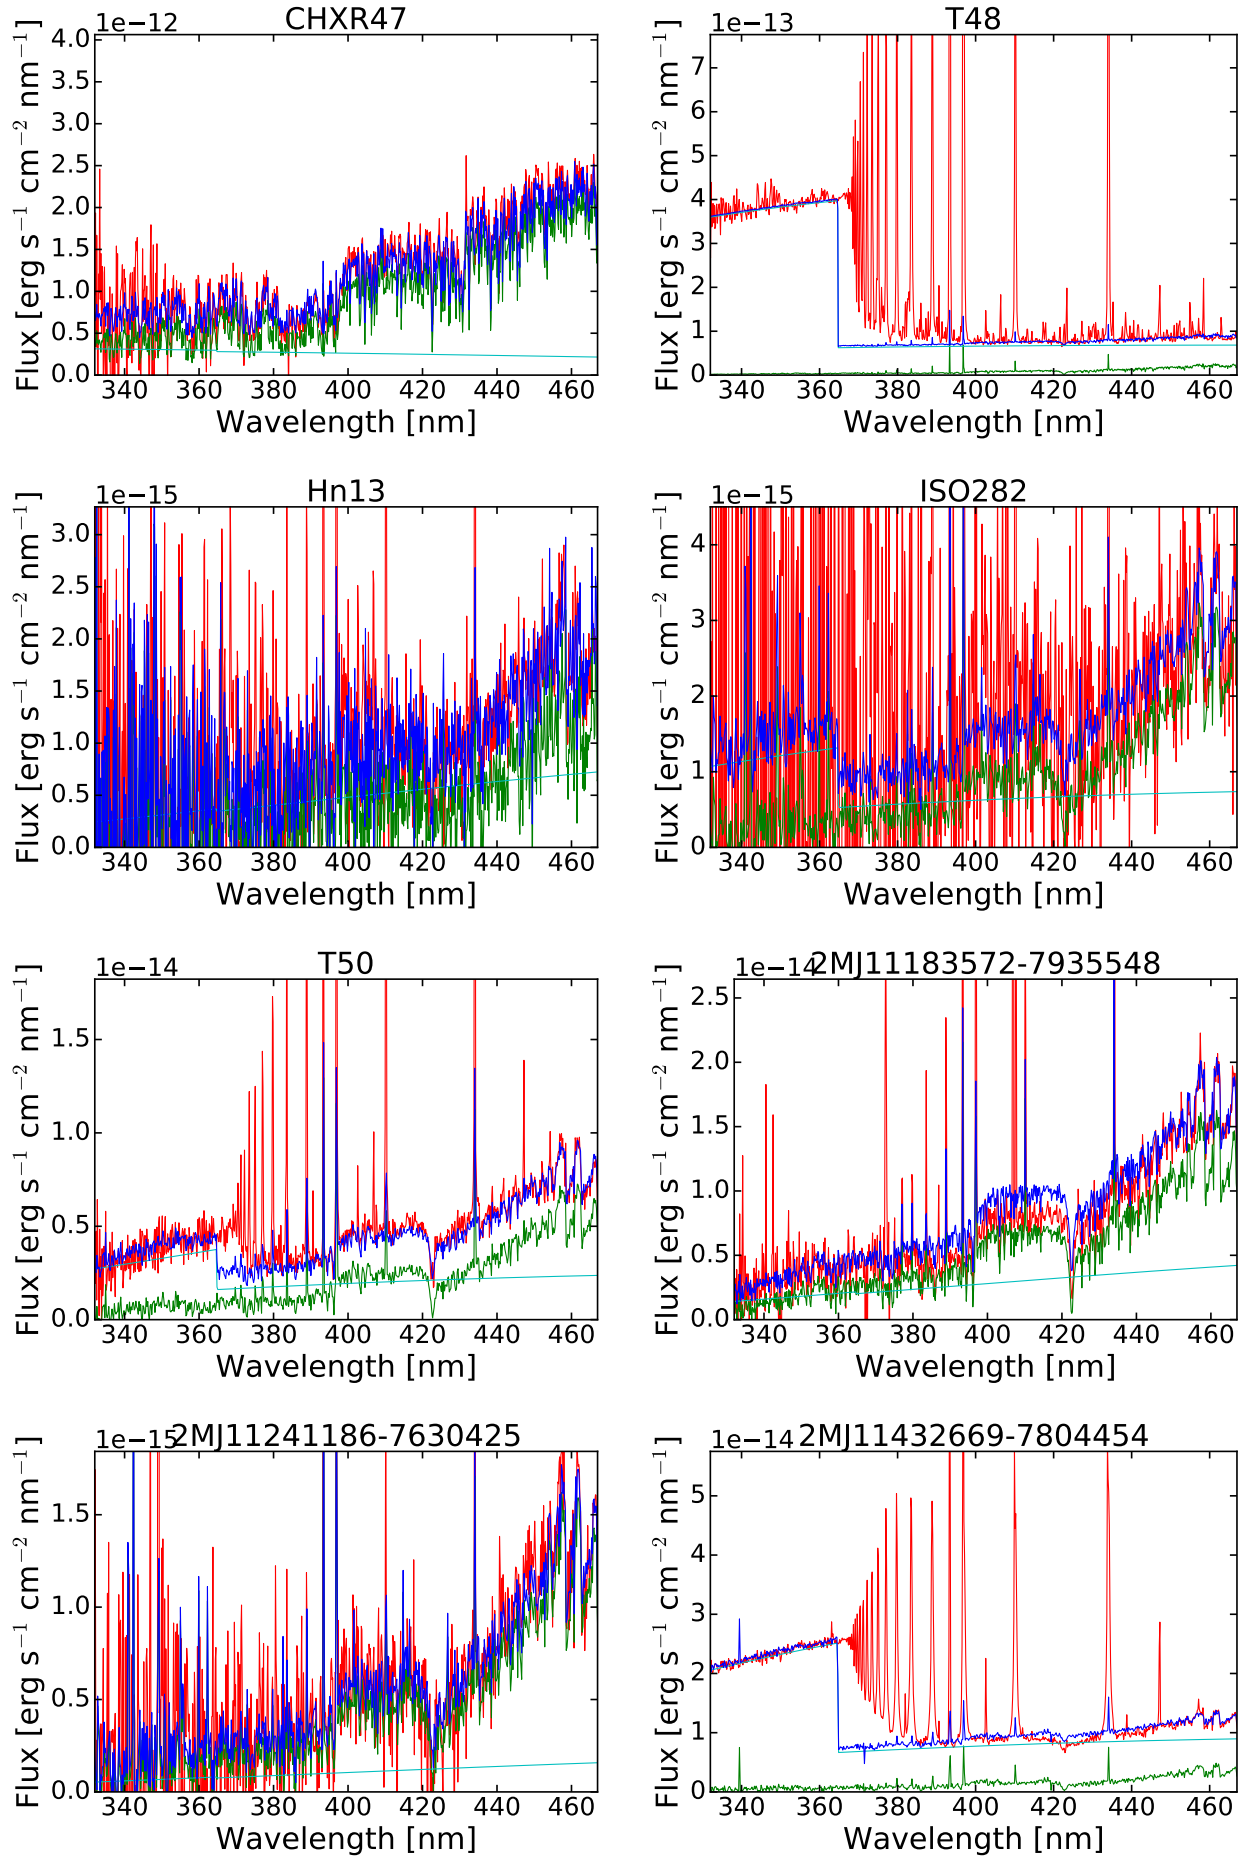 1e−12 CHXR47
1e−13 T48
Flux [erg s⁻¹ cm⁻² nm⁻¹]
4.0
3.5
3.0
2.5
2.0
1.5
1.0
0.5
0.0
340 360 380 400 420 440 460
Wavelength [nm]
Flux [erg s⁻¹ cm⁻² nm⁻¹]
7
6
5
4
3
2
1
0
340 360 380 400 420 440 460
Wavelength [nm]
1e−15 Hn13
1e−15 ISO282
Flux [erg s⁻¹ cm⁻² nm⁻¹]
3.0
2.5
2.0
1.5
1.0
0.5
0.0
340 360 380 400 420 440 460
Wavelength [nm]
Flux [erg s⁻¹ cm⁻² nm⁻¹]
4
3
2
1
0
340 360 380 400 420 440 460
Wavelength [nm]
1e−14 T50
1e−14 2MJ11183572-7935548
Flux [erg s⁻¹ cm⁻² nm⁻¹]
1.5
1.0
0.5
0.0
340 360 380 400 420 440 460
Wavelength [nm]
Flux [erg s⁻¹ cm⁻² nm⁻¹]
2.5
2.0
1.5
1.0
0.5
0.0
340 360 380 400 420 440 460
Wavelength [nm]
1e−15 2MJ11241186-7630425
1e−14 2MJ11432669-7804454
Flux [erg s⁻¹ cm⁻² nm⁻¹]
1.5
1.0
0.5
0.0
340 360 380 400 420 440 460
Wavelength [nm]
Flux [erg s⁻¹ cm⁻² nm⁻¹]
5
4
3
2
1
0
340 360 380 400 420 440 460
Wavelength [nm]